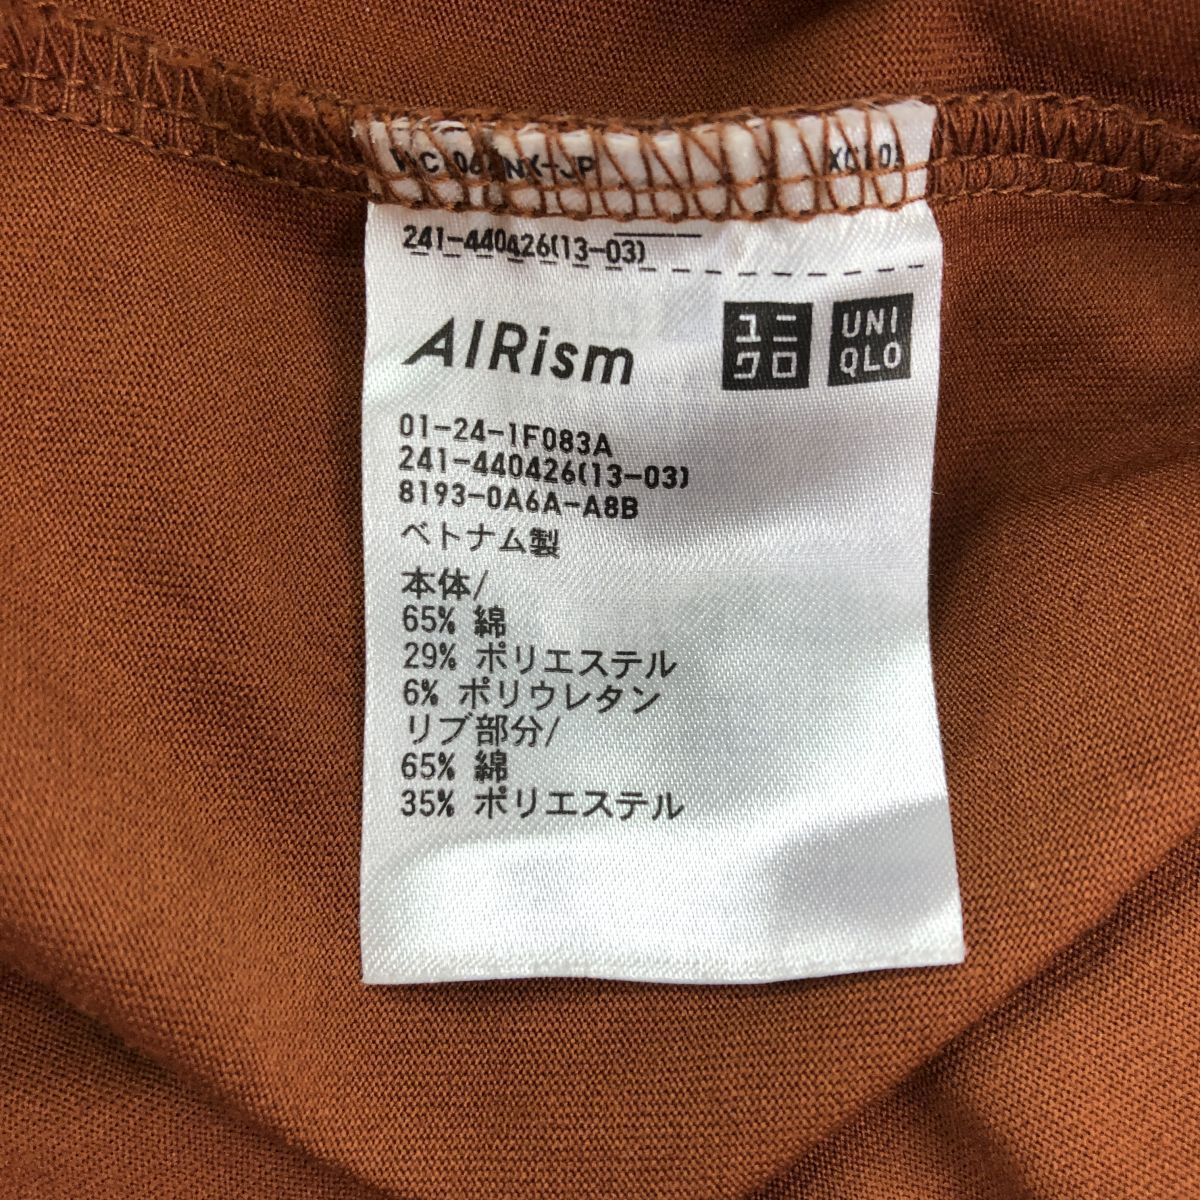 241-440426(13-03)
AIRism
ユニ
クロ
UNI
QLO
01-24-1F083A
241-440426(13-03)
8193-0A6A-A8B
ベトナム製
本体/
65% 綿
29% ポリエステル
6% ポリウレタン
リブ部分/
65% 綿
35% ポリエステル